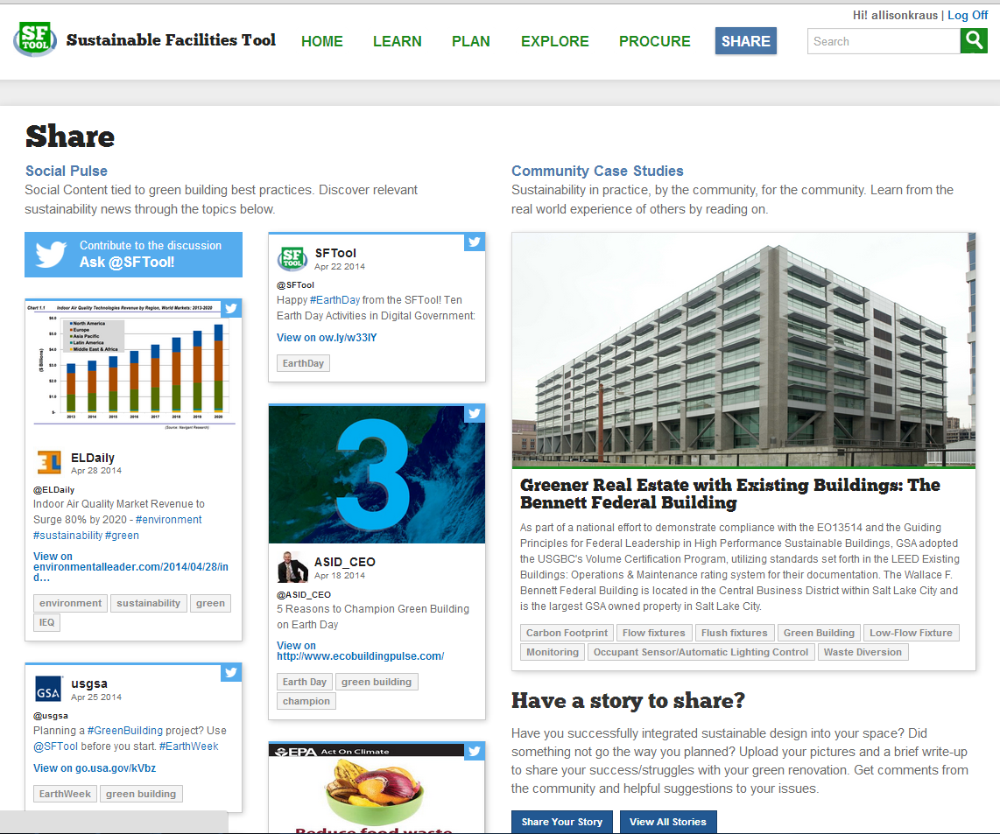 Hi! allisonkraus | Log Off
SF
TOOL
Sustainable Facilities Tool
HOME
LEARN
PLAN
EXPLORE
PROCURE
SHARE
Search
Share
Social Pulse
Social Content tied to green building best practices. Discover relevant
sustainability news through the topics below.
Contribute to the discussion
Ask @SFTool!
Chart 1.1 Indoor Air Quality Technologies Revenue by Region, World Markets: 2013-2020
$6.0
$5.0
$4.0
$3.0
$2.0
$1.0
$-
($ Billions)
North America
Europe
Asia Pacific
Latin America
Middle East & Africa
2013 2014 2015 2016 2017 2018 2019 2020
(Source: Navigant Research)
ELDaily
Apr 28 2014
@ELDaily
Indoor Air Quality Market Revenue to
Surge 80% by 2020 - #environment
#sustainability #green
View on
environmentalleader.com/2014/04/28/in
d...
environment sustainability green
IEQ
GSA
usgsa
Apr 25 2014
@usgsa
Planning a #GreenBuilding project? Use
@SFTool before you start. #EarthWeek
View on go.usa.gov/kVbz
EarthWeek green building
SF
TOOL
SFTool
Apr 22 2014
@SFTool
Happy #EarthDay from the SFTool! Ten
Earth Day Activities in Digital Government:
View on ow.ly/w33lY
EarthDay
3
ASID_CEO
Apr 18 2014
@ASID_CEO
5 Reasons to Champion Green Building
on Earth Day
View on
http://www.ecobuildingpulse.com/
Earth Day green building
champion
EPA Act On Climate
Reduce food waste
Community Case Studies
Sustainability in practice, by the community, for the community. Learn from the
real world experience of others by reading on.
Greener Real Estate with Existing Buildings: The
Bennett Federal Building
As part of a national effort to demonstrate compliance with the EO13514 and the Guiding
Principles for Federal Leadership in High Performance Sustainable Buildings, GSA adopted
the USGBC's Volume Certification Program, utilizing standards set forth in the LEED Existing
Buildings: Operations & Maintenance rating system for their documentation. The Wallace F.
Bennett Federal Building is located in the Central Business District within Salt Lake City and
is the largest GSA owned property in Salt Lake City.
Carbon Footprint Flow fixtures Flush fixtures Green Building Low-Flow Fixture
Monitoring Occupant Sensor/Automatic Lighting Control Waste Diversion
Have a story to share?
Have you successfully integrated sustainable design into your space? Did
something not go the way you planned? Upload your pictures and a brief write-up
to share your success/struggles with your green renovation. Get comments from
the community and helpful suggestions to your issues.
Share Your Story
View All Stories